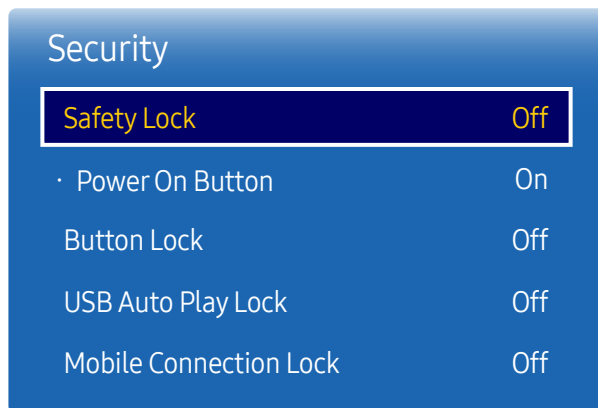 Security
Safety Lock Off
· Power On Button On
Button Lock Off
USB Auto Play Lock Off
Mobile Connection Lock Off